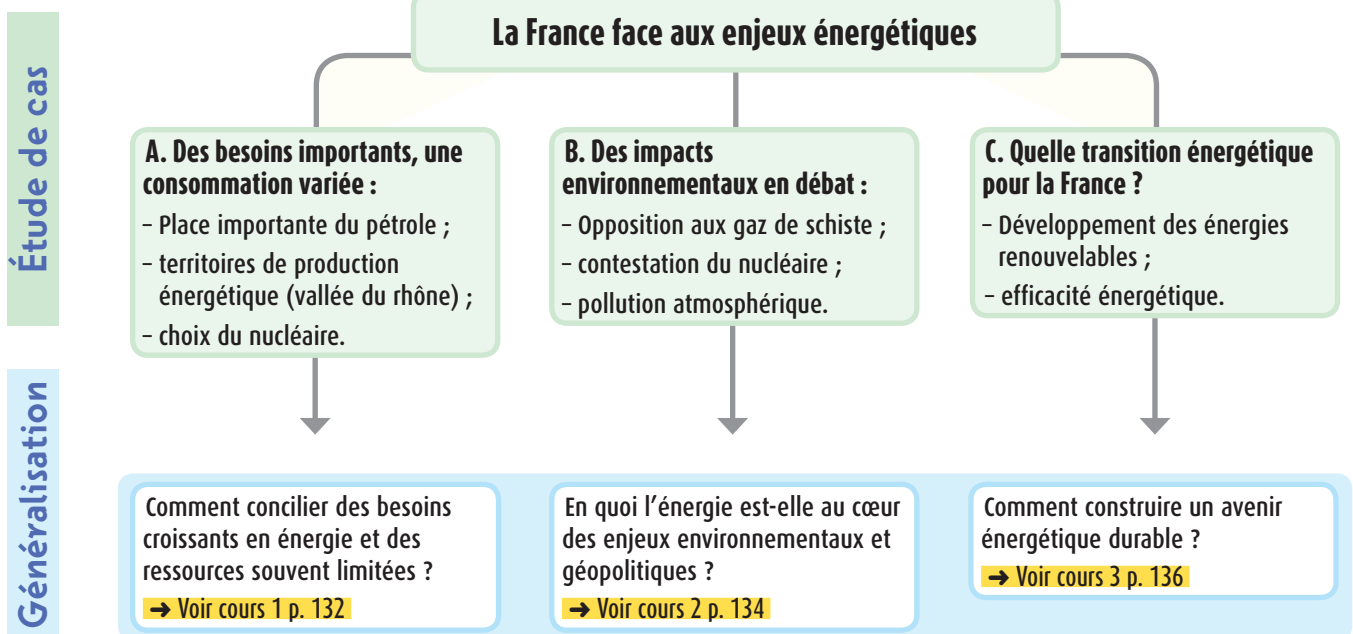 La France face aux enjeux énergétiques
Étude de cas
A. Des besoins importants, une
consommation variée :
– Place importante du pétrole ;
– territoires de production
énergétique (vallée du rhône) ;
– choix du nucléaire.
B. Des impacts
environnementaux en débat :
– Opposition aux gaz de schiste ;
– contestation du nucléaire ;
– pollution atmosphérique.
C. Quelle transition énergétique
pour la France ?
– Développement des énergies
renouvelables ;
– efficacité énergétique.
Généralisation
Comment concilier des besoins
croissants en énergie et des
ressources souvent limitées ?
➔ Voir cours 1 p. 132
En quoi l’énergie est-elle au cœur
des enjeux environnementaux et
géopolitiques ?
➔ Voir cours 2 p. 134
Comment construire un avenir
énergétique durable ?
➔ Voir cours 3 p. 136